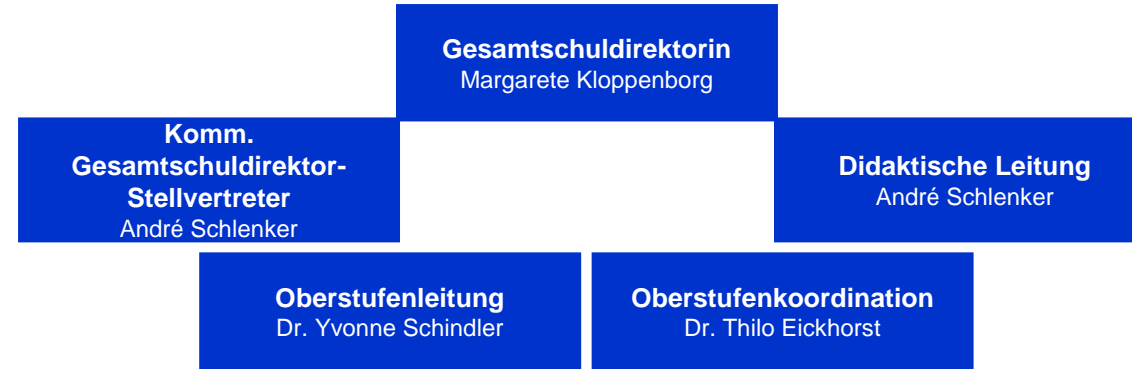 Gesamtschuldirektorin
Margarete Kloppenborg
Komm.
Gesamtschuldirektor-
Stellvertreter
André Schlenker
Didaktische Leitung
André Schlenker
Oberstufenleitung
Dr. Yvonne Schindler
Oberstufenkoordination
Dr. Thilo Eickhorst